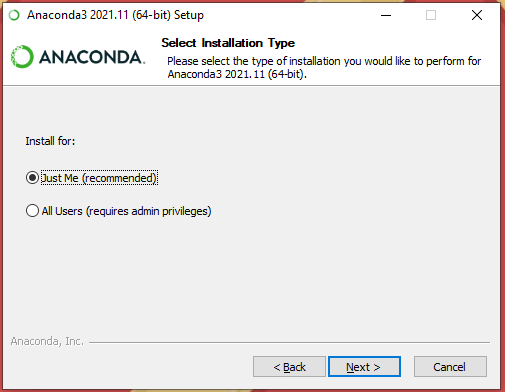 Anaconda3 2021.11 (64-bit) Setup
ANACONDA.
Select Installation Type
Please select the type of installation you would like to perform for
Anaconda3 2021.11 (64-bit).
Install for:
Just Me (recommended)
All Users (requires admin privileges)
Anaconda, Inc.
< Back
Next >
Cancel